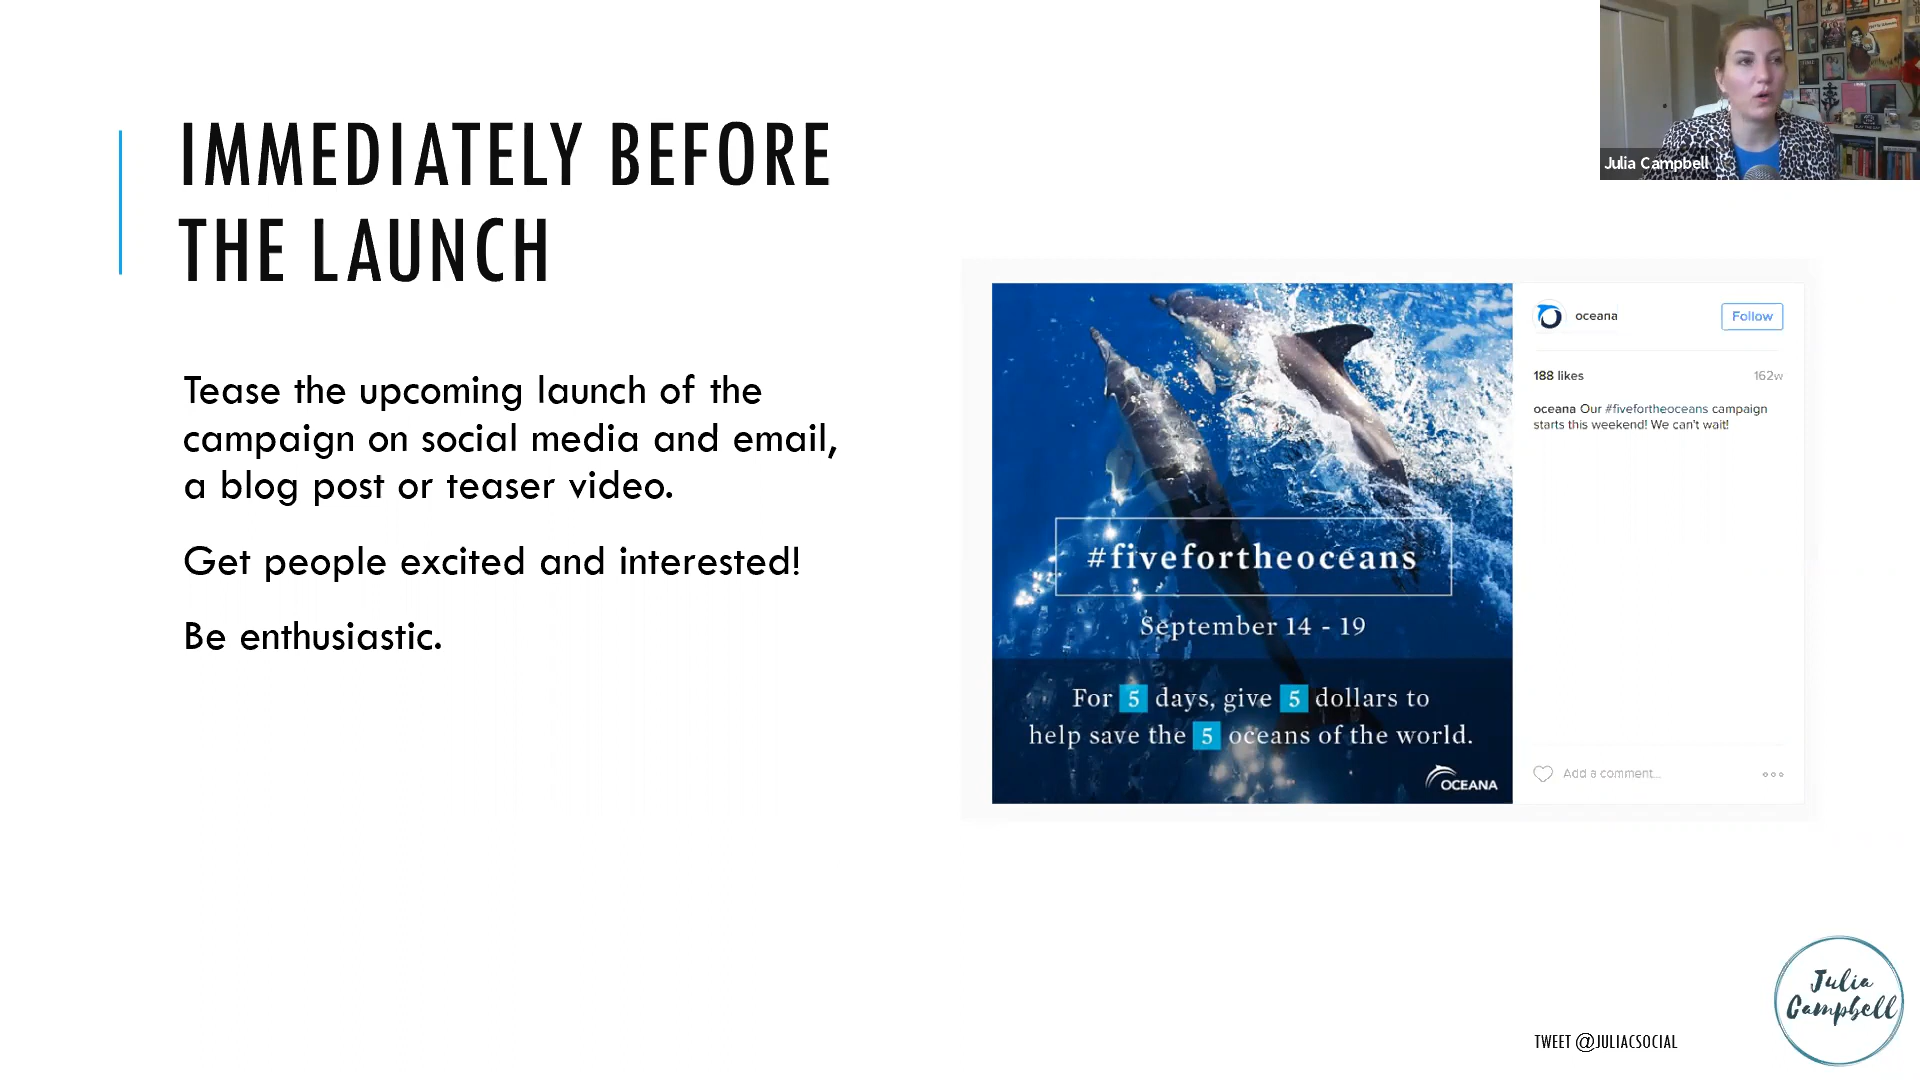 IMMEDIATELY BEFORE
THE LAUNCH
Tease the upcoming launch of the
campaign on social media and email,
a blog post or teaser video.
Get people excited and interested!
Be enthusiastic.
Julia Campbell
#fivefortheoceans
September 14 - 19
For 5 days, give 5 dollars to
help save the 5 oceans of the world.
OCEANA
oceana
Follow
188 likes
162w
oceana Our #fivefortheoceans campaign
starts this weekend! We can't wait!
Add a comment...
TWEET @JULIACSOCIAL
Julia
Campbell